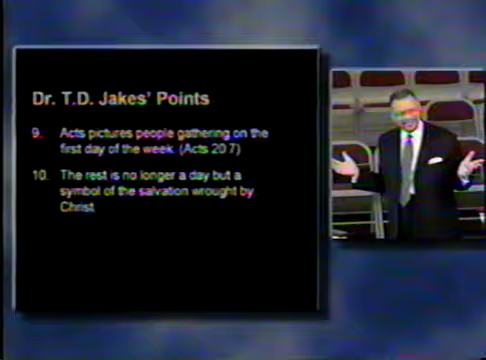 Dr. T.D. Jakes' Points
9. Acts pictures people gathering on the
first day of the week. (Acts 20 7)
10. The rest is no longer a day but a
symbol of the salvation wrought by
Christ